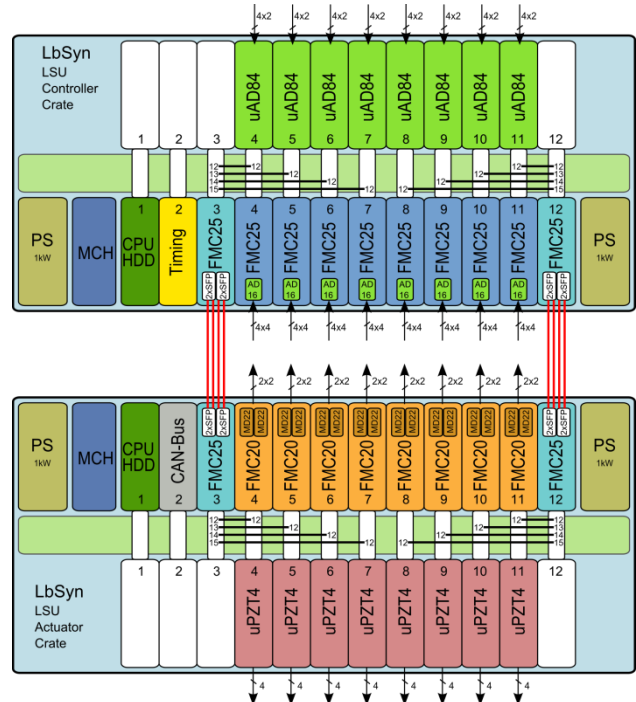 4x2 4x2 4x2 4x2 4x2 4x2 4x2 4x2
LbSyn
LSU
Controller
Crate
uAD84 uAD84 uAD84 uAD84 uAD84 uAD84 uAD84 uAD84
1 2 3 4 5 6 7 8 9 10 11 12
12 12 12 12
13 12 12 13
14 12 12 14
15 12 12 15
1 2 3 4 5 6 7 8 9 10 11 12
PS
1kW
MCH
CPU
HDD
Timing
FMC25 FMC25 FMC25 FMC25 FMC25 FMC25 FMC25 FMC25 FMC25 FMC25
PS
1kW
2xSFP 2xSFP
AD
16
AD
16
AD
16
AD
16
AD
16
AD
16
AD
16
AD
16
2xSFP 2xSFP
4x4 4x4 4x4 4x4 4x4 4x4 4x4 4x4
2x2 2x2 2x2 2x2 2x2 2x2 2x2 2x2
2xSFP 2xSFP
MD22 MD22 MD22 MD22 MD22 MD22 MD22 MD22 MD22 MD22 MD22 MD22 MD22 MD22 MD22 MD22
2xSFP 2xSFP
PS
1kW
MCH
CPU
HDD
CAN-Bus
FMC25 FMC20 FMC20 FMC20 FMC20 FMC20 FMC20 FMC20 FMC20 FMC25
PS
1kW
1 2 3 4 5 6 7 8 9 10 11 12
12 12 12 12
13 12 12 13
14 12 12 14
15 12 12 15
1 2 3 4 5 6 7 8 9 10 11 12
LbSyn
LSU
Actuator
Crate
uPZT4 uPZT4 uPZT4 uPZT4 uPZT4 uPZT4 uPZT4 uPZT4
4 4 4 4 4 4 4 4